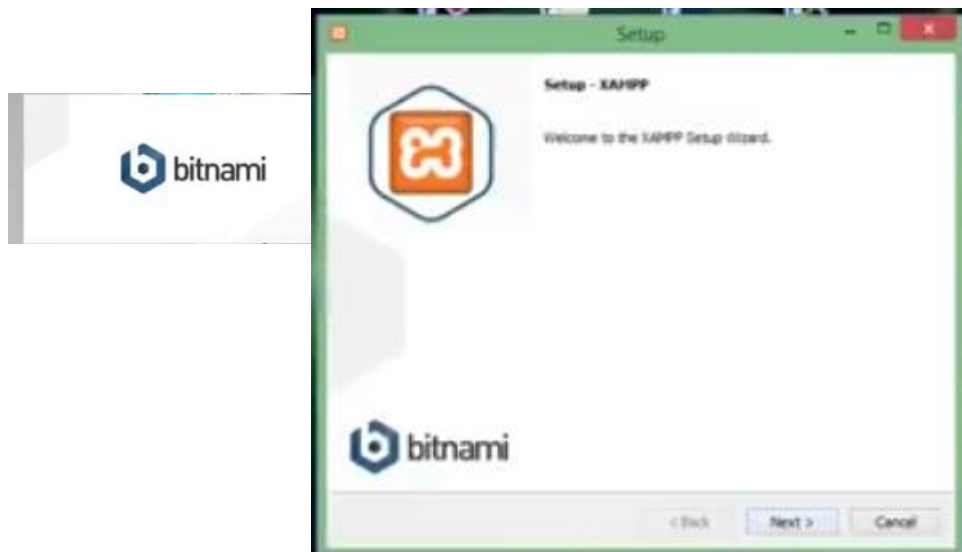 bitnami
Setup
Setup - XAMPP
Welcome to the XAMPP Setup Wizard.
bitnami
< Back Next > Cancel